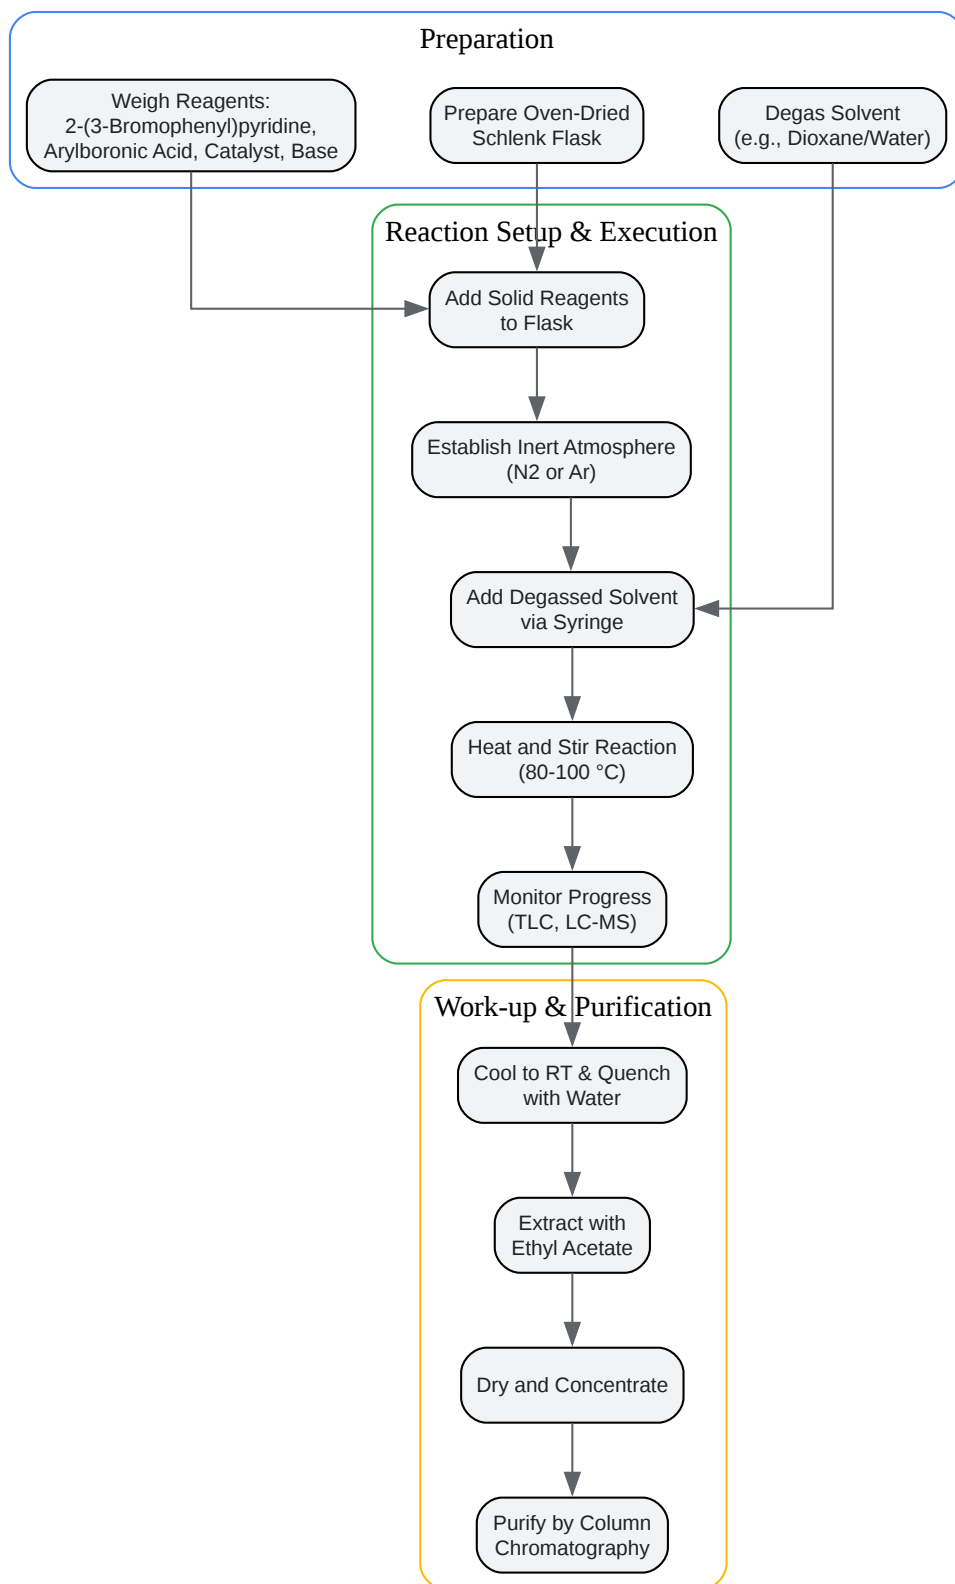 Preparation
Weigh Reagents:
2-(3-Bromophenyl)pyridine,
Arylboronic Acid, Catalyst, Base
Prepare Oven-Dried
Schlenk Flask
Degas Solvent
(e.g., Dioxane/Water)
Reaction Setup & Execution
Add Solid Reagents
to Flask
Establish Inert Atmosphere
(N2 or Ar)
Add Degassed Solvent
via Syringe
Heat and Stir Reaction
(80-100 °C)
Monitor Progress
(TLC, LC-MS)
Work-up & Purification
Cool to RT & Quench
with Water
Extract with
Ethyl Acetate
Dry and Concentrate
Purify by Column
Chromatography